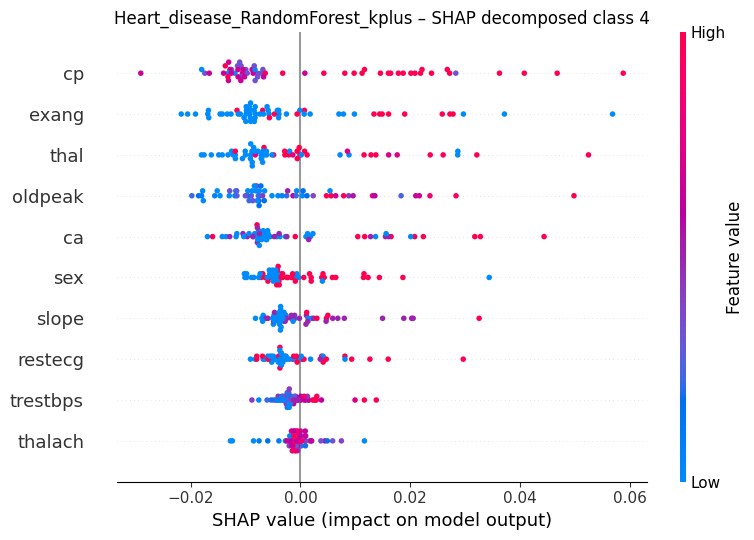 Heart_disease_RandomForest_kplus – SHAP decomposed class 4
High
cp
exang
thal
oldpeak
ca
sex
slope
restecg
trestbps
thalach
Feature value
Low
−0.02 0.00 0.02 0.04 0.06
SHAP value (impact on model output)